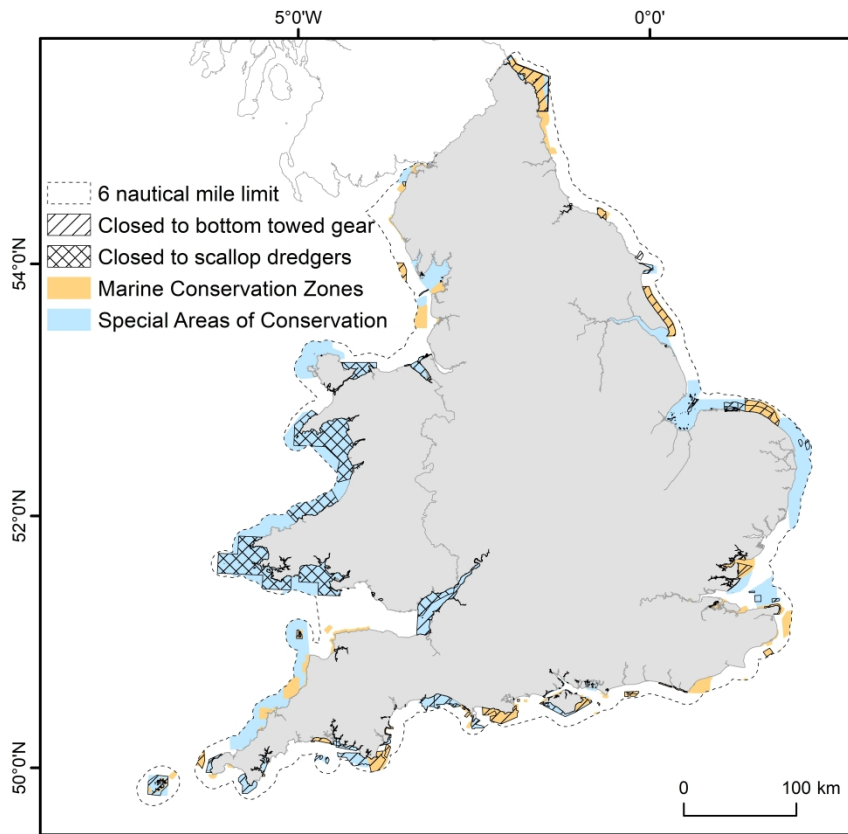 5°0'W 0°0'
6 nautical mile limit
Closed to bottom towed gear
Closed to scallop dredgers
Marine Conservation Zones
Special Areas of Conservation
54°0'N
52°0'N
50°0'N
0 100 km